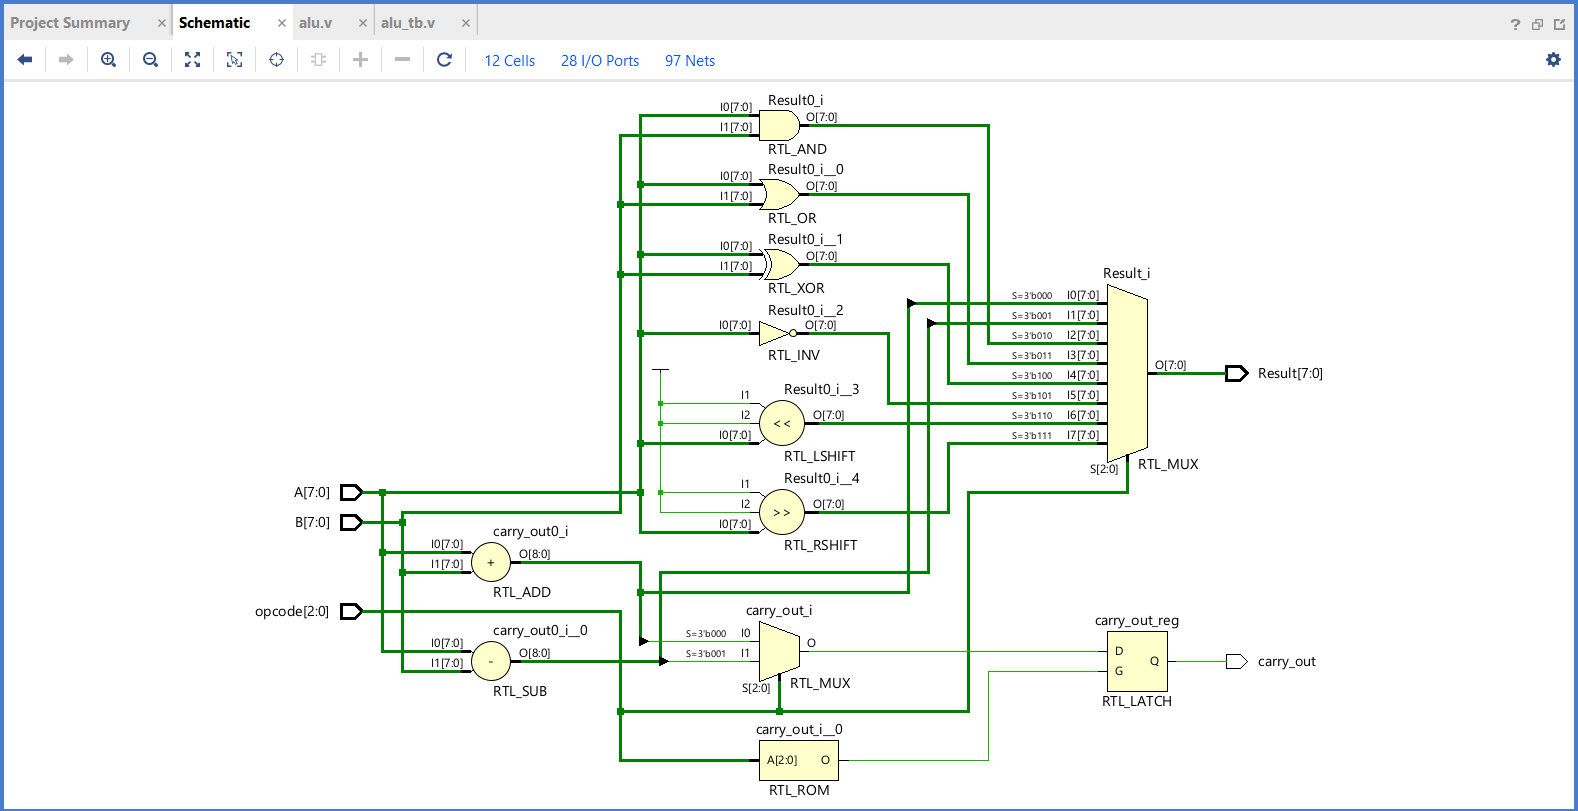 Project Summary × Schematic × alu.v × alu_tb.v ×
?
12 Cells 28 I/O Ports 97 Nets
Result0_i
I0[7:0]
I1[7:0]
O[7:0]
RTL_AND
Result0_i__0
I0[7:0]
I1[7:0]
O[7:0]
RTL_OR
Result0_i__1
I0[7:0]
I1[7:0]
O[7:0]
RTL_XOR
Result0_i__2
I0[7:0]
O[7:0]
RTL_INV
Result0_i__3
I1
I2
I0[7:0]
<<
O[7:0]
RTL_LSHIFT
Result0_i__4
I1
I2
I0[7:0]
>>
O[7:0]
RTL_RSHIFT
Result_i
S=3'b000 I0[7:0]
S=3'b001 I1[7:0]
S=3'b010 I2[7:0]
S=3'b011 I3[7:0]
S=3'b100 I4[7:0]
S=3'b101 I5[7:0]
S=3'b110 I6[7:0]
S=3'b111 I7[7:0]
S[2:0]
O[7:0]
RTL_MUX
Result[7:0]
A[7:0]
B[7:0]
opcode[2:0]
carry_out0_i
I0[7:0]
I1[7:0]
+
O[8:0]
RTL_ADD
carry_out0_i__0
I0[7:0]
I1[7:0]
-
O[8:0]
RTL_SUB
carry_out_i
S=3'b000 I0
S=3'b001 I1
S[2:0]
O
RTL_MUX
carry_out_i__0
A[2:0] O
RTL_ROM
carry_out_reg
D
G
Q
RTL_LATCH
carry_out